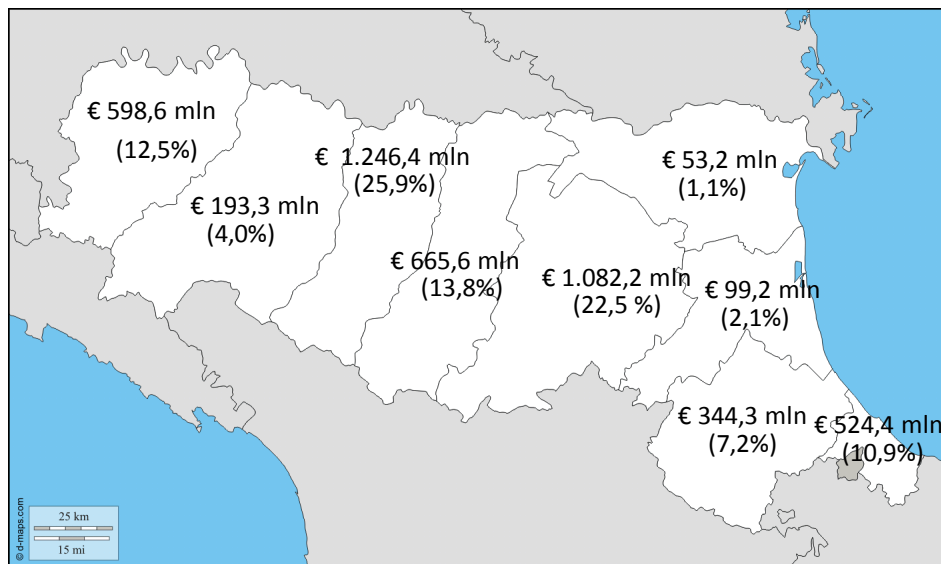 € 598,6 mln
(12,5%)
€ 193,3 mln
(4,0%)
€ 1.246,4 mln
(25,9%)
€ 665,6 mln
(13,8%)
€ 1.082,2 mln
(22,5 %)
€ 53,2 mln
(1,1%)
€ 99,2 mln
(2,1%)
€ 344,3 mln
(7,2%)
€ 524,4 mln
(10,9%)
25 km
15 mi
© d-maps.com